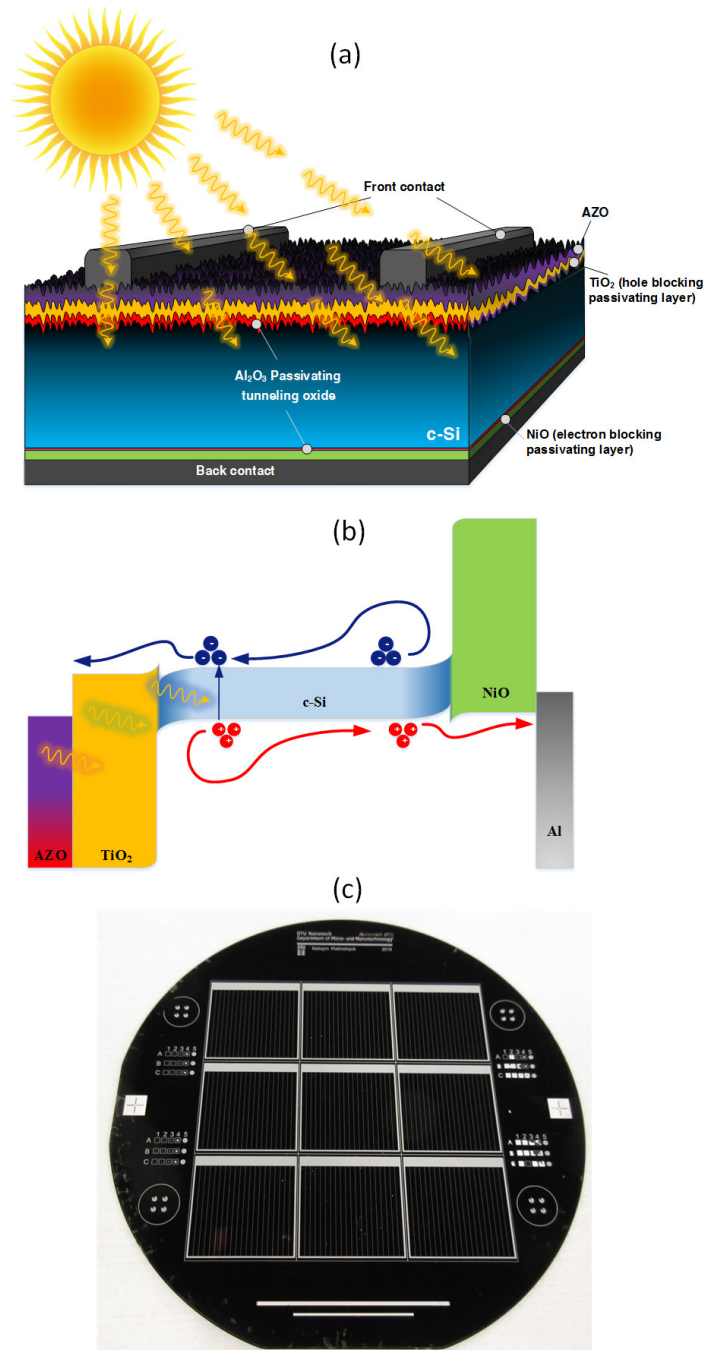 (a)
Front contact
AZO
TiO₂ (hole blocking
passivating layer)
Al₂O₃ Passivating
tunneling oxide
c-Si
NiO (electron blocking
passivating layer)
Back contact
(b)
c-Si
NiO
AZO
TiO₂
Al
(c)
DTU Nanotech
Department of Micro- and Nanotechnology
DTU
2016
1 2 3 4 5
A
B
C
1 2 3 4 5
A
B
C
1 2 3 4 5
A
B
C
1 2 3 4 5
A
B